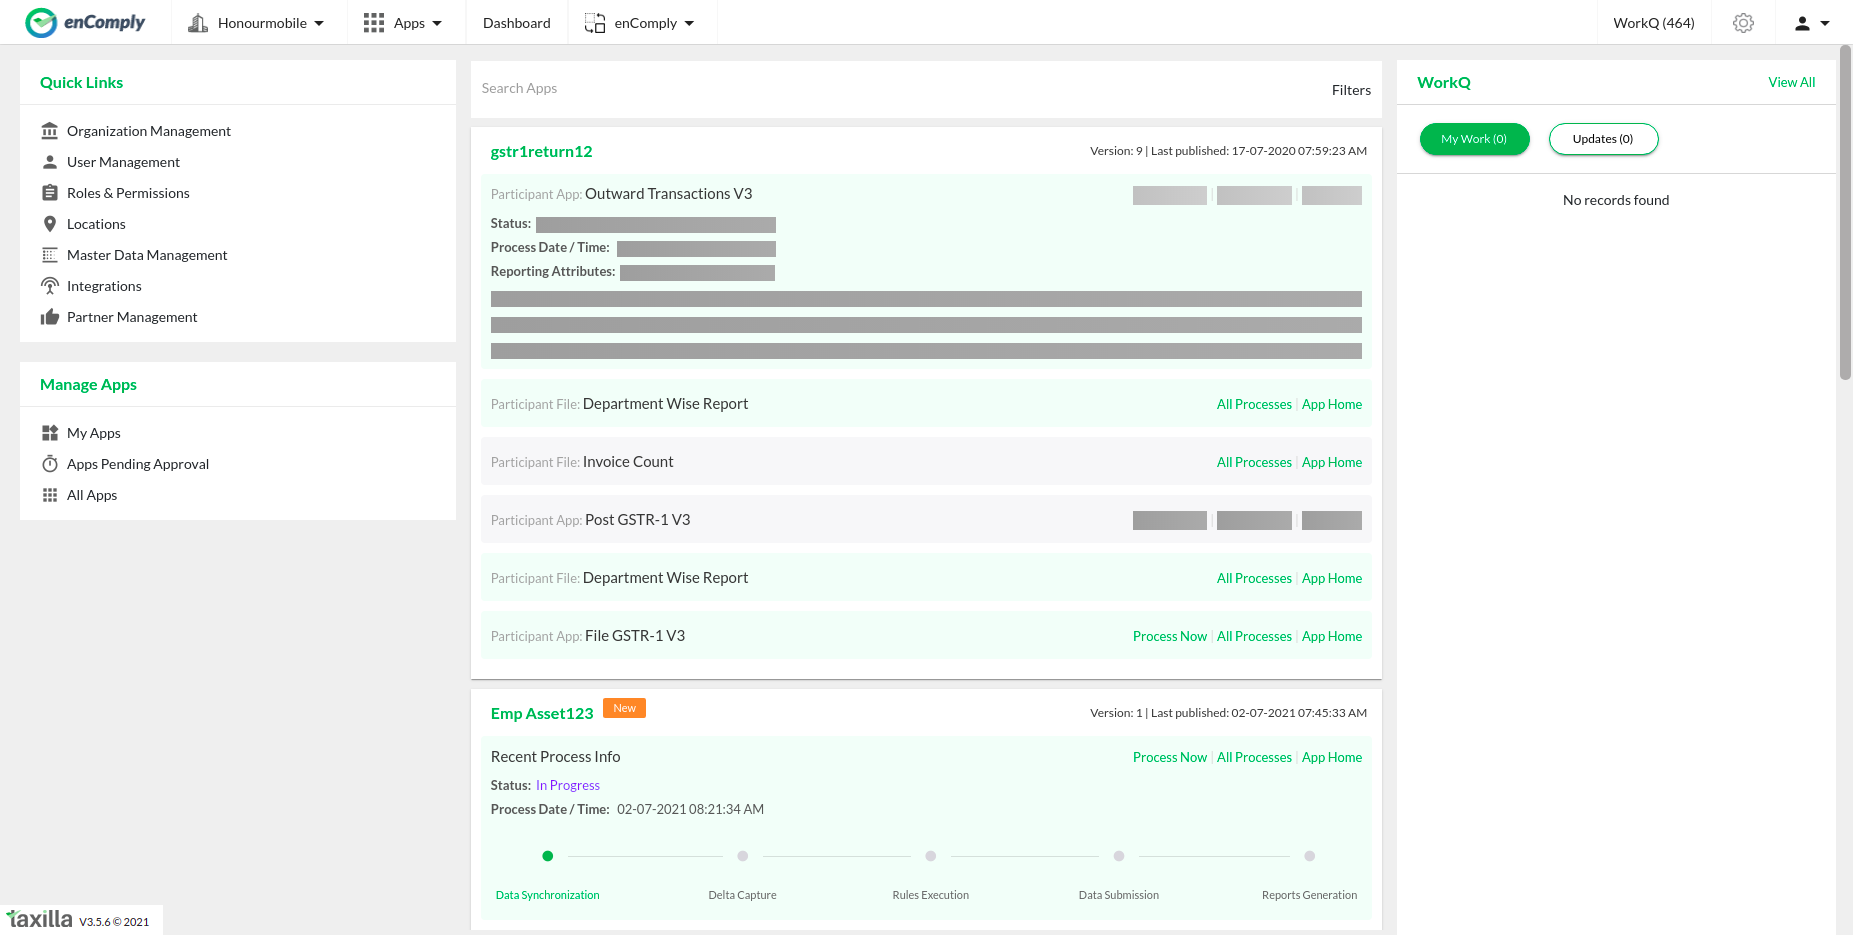 enComply
Honourmobile
Apps
Dashboard
enComply
WorkQ (464)
Quick Links
Organization Management
User Management
Roles & Permissions
Locations
Master Data Management
Integrations
Partner Management
Manage Apps
My Apps
Apps Pending Approval
All Apps
Search Apps
Filters
gstr1return12
Version: 9 | Last published: 17-07-2020 07:59:23 AM
Participant App: Outward Transactions V3
Status:
Process Date / Time:
Reporting Attributes:
Participant File: Department Wise Report
All Processes | App Home
Participant File: Invoice Count
All Processes | App Home
Participant App: Post GSTR-1 V3
Participant File: Department Wise Report
All Processes | App Home
Participant App: File GSTR-1 V3
Process Now | All Processes | App Home
Emp Asset123
New
Version: 1 | Last published: 02-07-2021 07:45:33 AM
Recent Process Info
Process Now | All Processes | App Home
Status: In Progress
Process Date / Time: 02-07-2021 08:21:34 AM
Data Synchronization
Delta Capture
Rules Execution
Data Submission
Reports Generation
WorkQ
View All
My Work (0)
Updates (0)
No records found
taxilla V3.5.6 © 2021